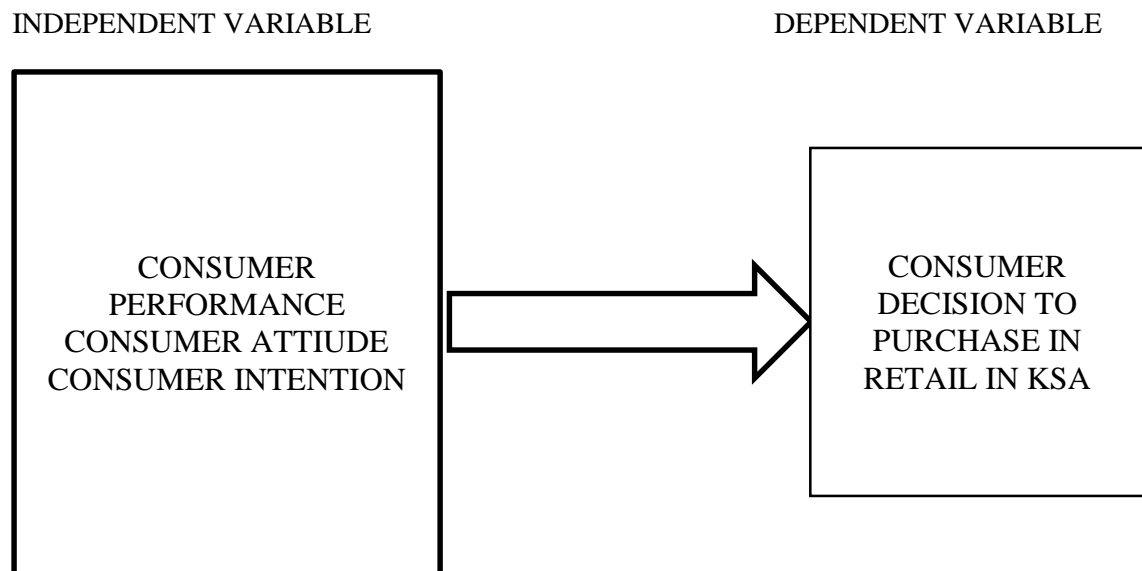 INDEPENDENT VARIABLE
DEPENDENT VARIABLE
CONSUMER
PERFORMANCE
CONSUMER ATTIUDE
CONSUMER INTENTION
CONSUMER
DECISION TO
PURCHASE IN
RETAIL IN KSA